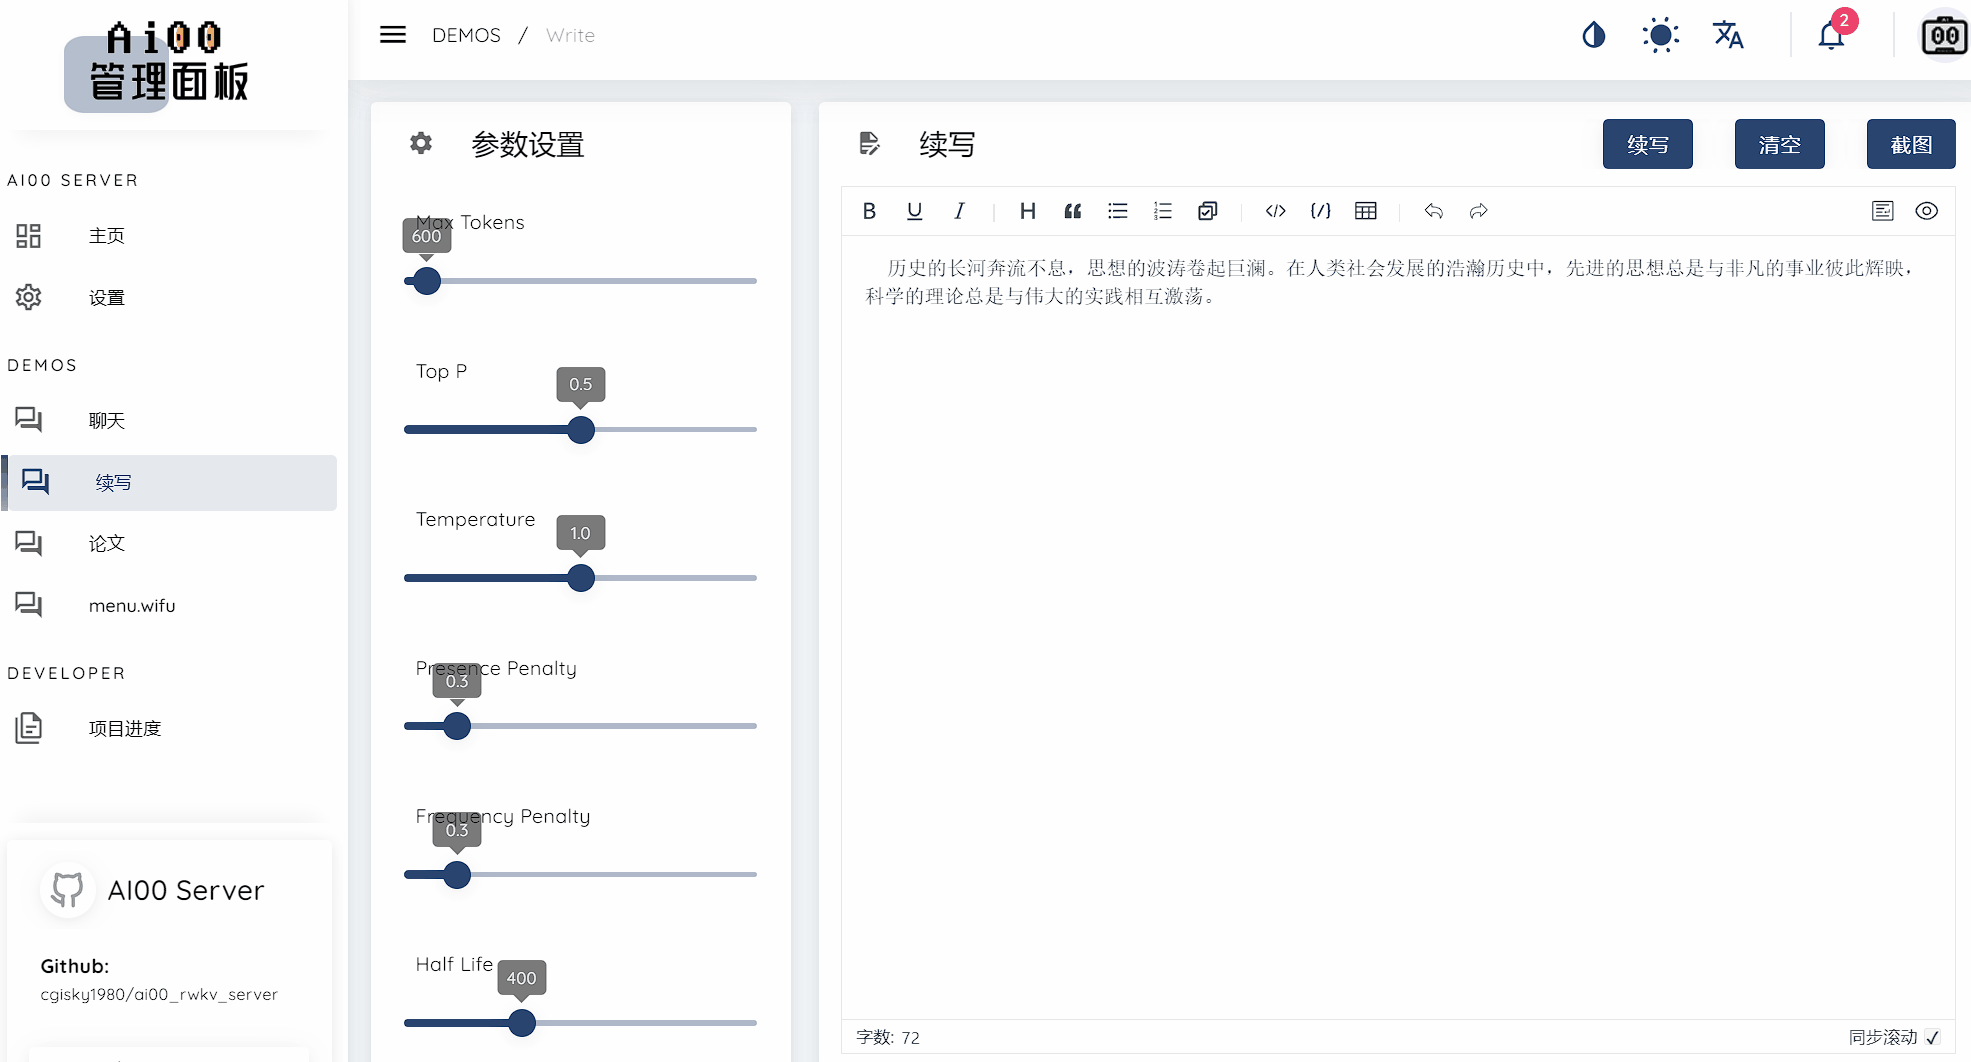 Ai00
管理面板
AI00 SERVER
主页
设置
DEMOS
聊天
续写
论文
menu.wifu
DEVELOPER
项目进度
AI00 Server
Github:
cgisky1980/ai00_rwkv_server
DEMOS / Write
2
00
参数设置
Max Tokens
600
Top P
0.5
Temperature
1.0
Presence Penalty
0.3
Frequency Penalty
0.3
Half Life
400
续写
续写
清空
截图
历史的长河奔流不息，思想的波涛卷起巨澜。在人类社会发展的浩瀚历史中，先进的思想总是与非凡的事业彼此辉映，
科学的理论总是与伟大的实践相互激荡。
字数: 72
同步滚动